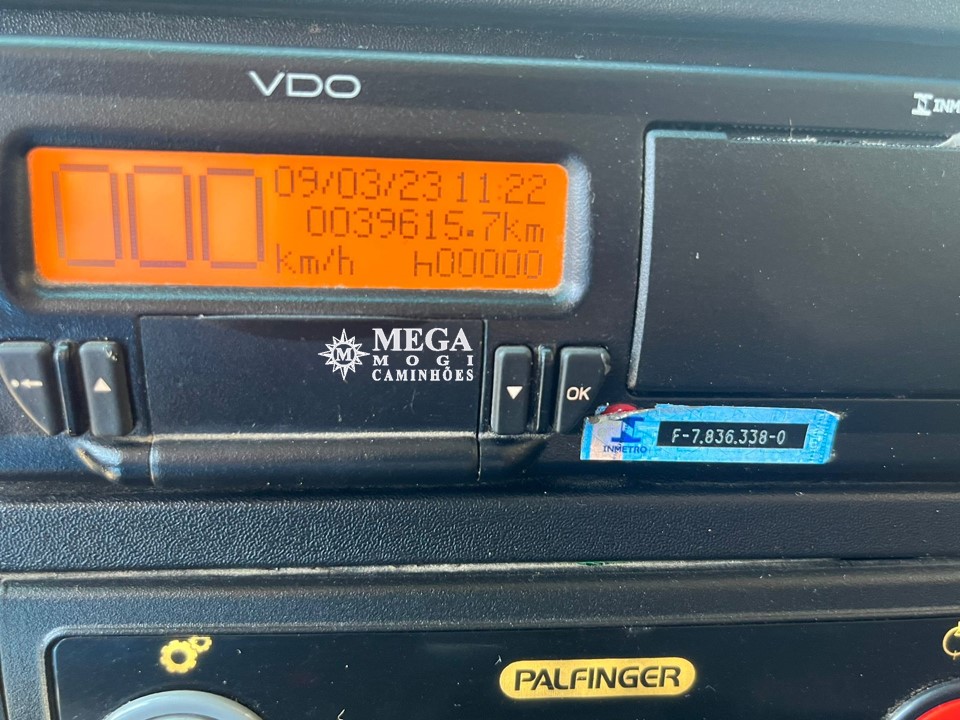 VDO
INM
000
09/03/23 11:22
0039615.7km
km/h h00000
MEGA
MOGI
CAMINHÕES
OK
INMETRO
F-7.836.338-0
PALFINGER